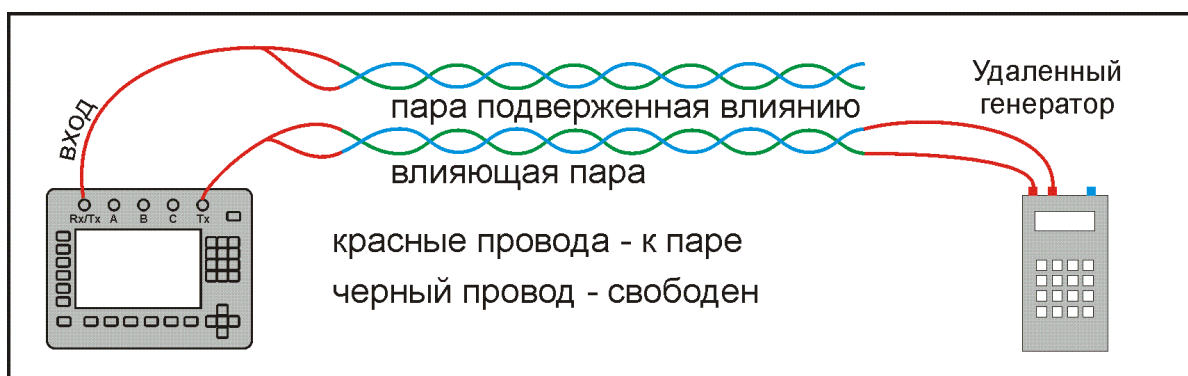 Удаленный
генератор
вход
пара подверженная влиянию
влияющая пара
Rx/Tx A B C Tx
красные провода - к паре
черный провод - свободен